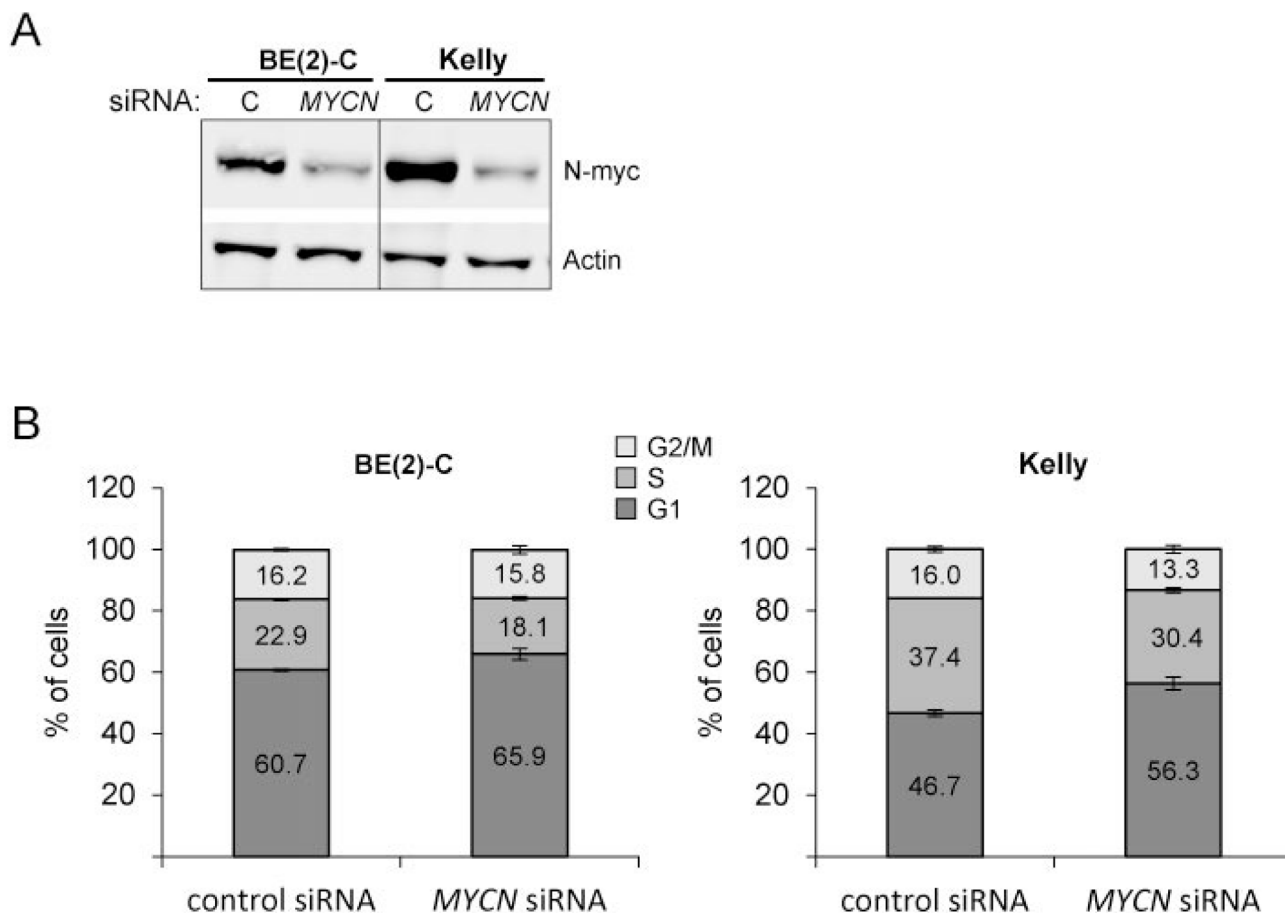 A
BE(2)-C Kelly
siRNA: C MYCN C MYCN
N-myc
Actin
B
G2/M
S
G1
BE(2)-C
% of cells
120
100
80
60
40
20
16.2
22.9
60.7
15.8
18.1
65.9
control siRNA MYCN siRNA
Kelly
% of cells
120
100
80
60
40
20
16.0
37.4
46.7
13.3
30.4
56.3
control siRNA MYCN siRNA